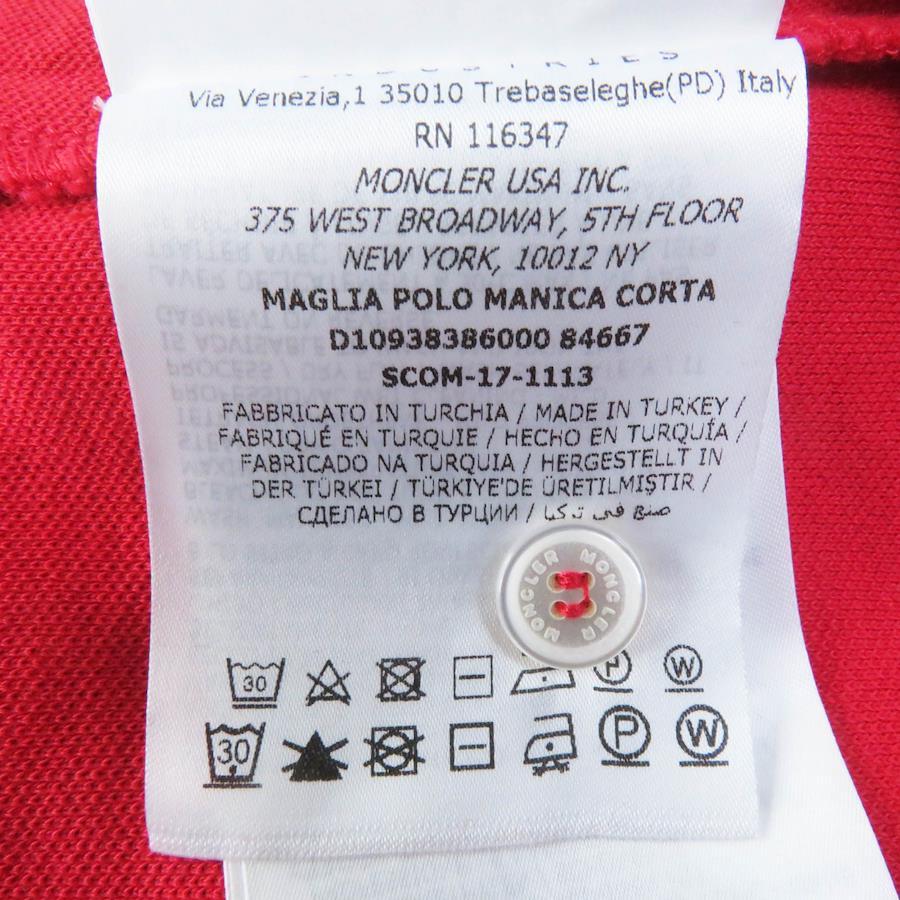 Via Venezia,1 35010 Trebaseleghe(PD) Italy
RN 116347
MONCLER USA INC.
375 WEST BROADWAY, 5TH FLOOR
NEW YORK, 10012 NY
MAGLIA POLO MANICA CORTA
D10938386000 84667
SCOM-17-1113
FABBRICATO IN TURCHIA / MADE IN TURKEY /
FABRIQUÉ EN TURQUIE / HECHO EN TURQUÍA /
FABRICADO NA TURQUIA / HERGESTELLT IN
DER TÜRKEI / TÜRKİYE'DE ÜRETILMIŞTIR /
СДЕЛАНО В ТУРЦИИ / صنع في تركيا
MONCLER MONCLER
30 P W
30 P W